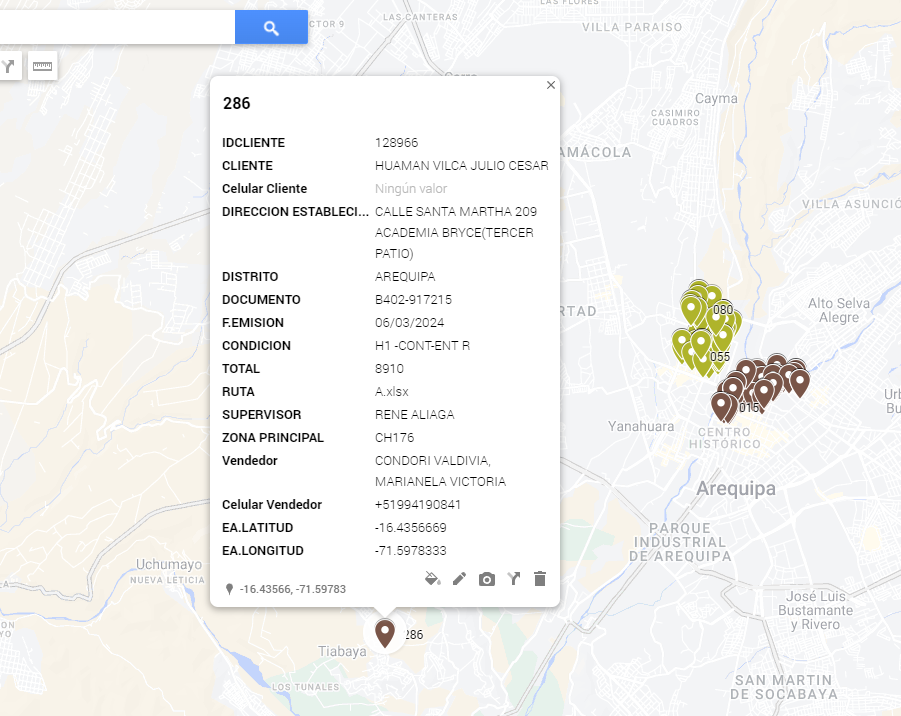 CTOR 9
LAS CANTERAS
LAS FLORES
VILLA PARAISO
286
IDCLIENTE 128966
CLIENTE HUAMAN VILCA JULIO CESAR
Celular Cliente Ningún valor
DIRECCION ESTABLECI... CALLE SANTA MARTHA 209
ACADEMIA BRYCE(TERCER
PATIO)
DISTRITO AREQUIPA
DOCUMENTO B402-917215
F.EMISION 06/03/2024
CONDICION H1 -CONT-ENT R
TOTAL 8910
RUTA A.xlsx
SUPERVISOR RENE ALIAGA
ZONA PRINCIPAL CH176
Vendedor CONDORI VALDIVIA,
MARIANELA VICTORIA
Celular Vendedor +51994190841
EA.LATITUD -16.4356669
EA.LONGITUD -71.5978333
-16.43566, -71.59783
286
Cayma
CASIMIRO
CUADROS
AMÁCOLA
VILLA ASUNCIÓ
RTAD
080
Alto Selva
Alegre
055
015
Yanahuara
CENTRO
HISTÓRICO
Arequipa
PARQUE
INDUSTRIAL
DE AREQUIPA
Uchumayo
NUEVA LETICIA
José Luis
Bustamante
y Rivero
Tiabaya
LOS TUNALES
SAN MARTIN
DE SOCABAYA